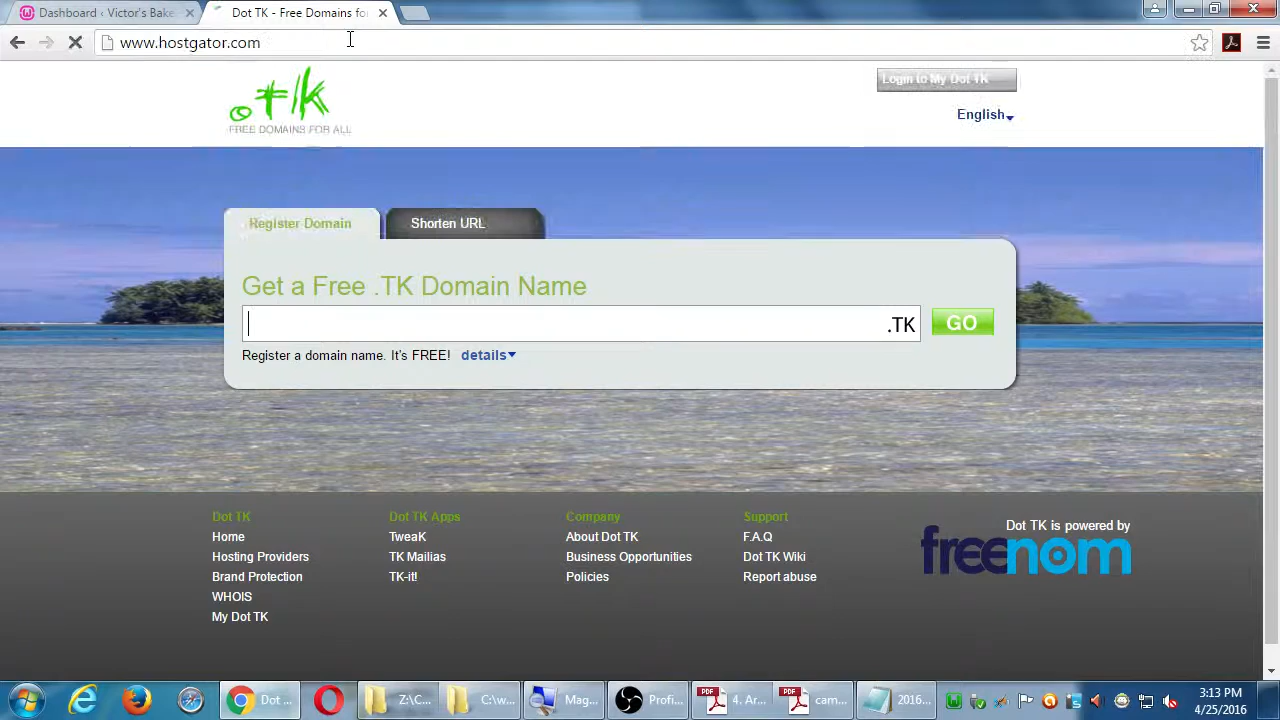 Dashboard ‹ Victor's Bake
Dot TK - Free Domains fo
www.hostgator.com
.TK
FREE DOMAINS FOR ALL
Login to My Dot TK
English
Register Domain
Shorten URL
Get a Free .TK Domain Name
.TK
GO
Register a domain name. It's FREE! details
Dot TK
Dot TK Apps
Company
Support
Home
TweaK
About Dot TK
F.A.Q
Hosting Providers
TK Mailias
Business Opportunities
Dot TK Wiki
Brand Protection
TK-it!
Policies
Report abuse
WHOIS
My Dot TK
Dot TK is powered by
freenom
Dot ...
Z:\C...
C:\w...
Mag...
Profi...
PDF
4. Ar...
PDF
cam...
2016...
3:13 PM
4/25/2016